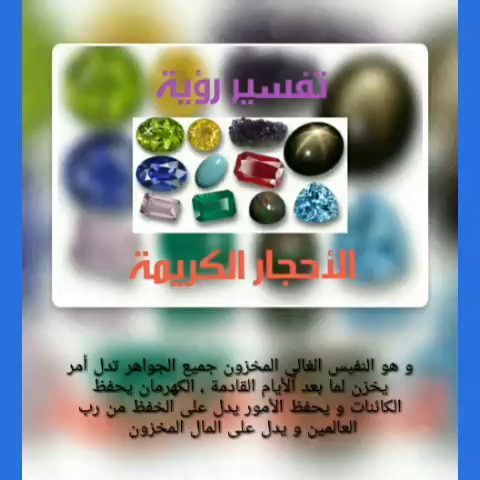 تفسير رؤية
الأحجار الكريمة
و هو النفيس الغالي المخزون جميع الجواهر تدل أمر
يخزن لما بعد الأيام القادمة ، الكهرمان يحفظ
الكائنات و يحفظ الأمور يدل على الخفظ من رب
العالمين و يدل على المال المخزون